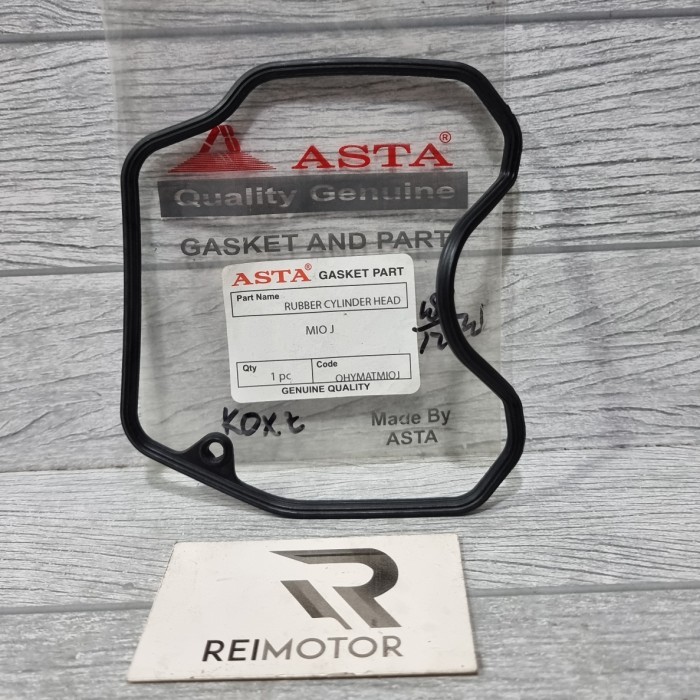 ASTA®
Quality Genuine
GASKET AND PART
ASTA® GASKET PART
Part Name RUBBER CYLINDER HEAD
MIO J
Qty 1 pc Code OHYMATMIOJ
GENUINE QUALITY
KOXt
Made By
ASTA
R
REIMOTOR